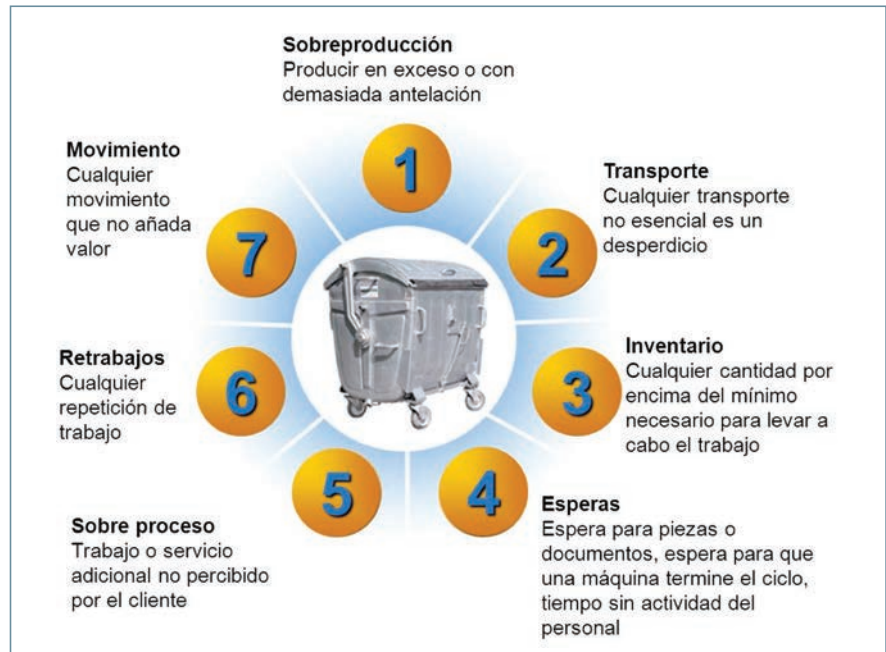 Sobreproducción
Producir en exceso o con
demasiada antelación
1
Transporte
Cualquier transporte
no esencial es un
desperdicio
2
Inventario
Cualquier cantidad por
encima del mínimo
necesario para levar a
cabo el trabajo
3
Esperas
Espera para piezas o
documentos, espera para que
una máquina termine el ciclo,
tiempo sin actividad del
personal
4
Sobre proceso
Trabajo o servicio
adicional no percibido
por el cliente
5
Retrabajos
Cualquier
repetición de
trabajo
6
Movimiento
Cualquier
movimiento
que no añada
valor
7